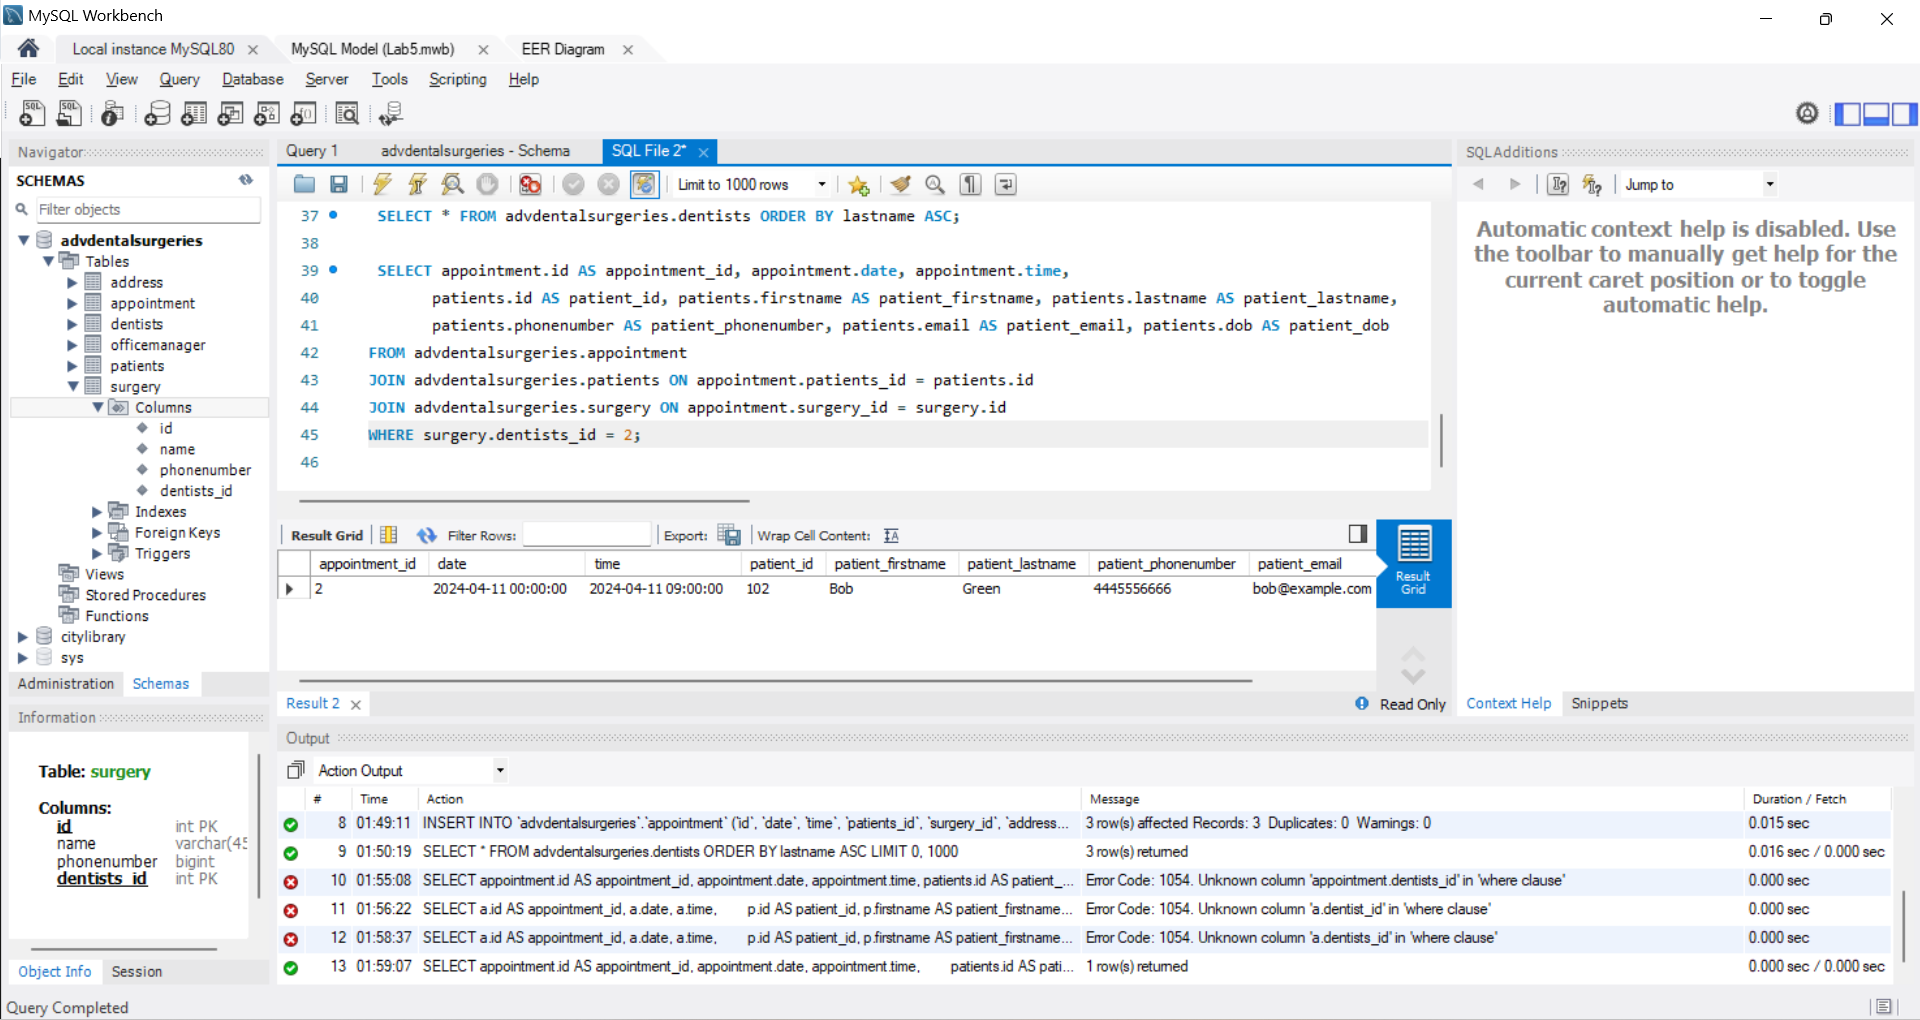 MySQL Workbench
Local instance MySQL80
MySQL Model (Lab5.mwb)
EER Diagram
File Edit View Query Database Server Tools Scripting Help
Navigator
SCHEMAS
Filter objects
advdentalsurgeries
Tables
address
appointment
dentists
officemanager
patients
surgery
Columns
id
name
phonenumber
dentists_id
Indexes
Foreign Keys
Triggers
Views
Stored Procedures
Functions
citylibrary
sys
Administration Schemas
Information
Table: surgery
Columns:
id int PK
name varchar(45
phonenumber bigint
dentists_id int PK
Object Info Session
Query Completed
Query 1 advdentalsurgeries - Schema SQL File 2*
Limit to 1000 rows
37 SELECT * FROM advdentalsurgeries.dentists ORDER BY lastname ASC;
38
39 SELECT appointment.id AS appointment_id, appointment.date, appointment.time,
40 patients.id AS patient_id, patients.firstname AS patient_firstname, patients.lastname AS patient_lastname,
41 patients.phonenumber AS patient_phonenumber, patients.email AS patient_email, patients.dob AS patient_dob
42 FROM advdentalsurgeries.appointment
43 JOIN advdentalsurgeries.patients ON appointment.patients_id = patients.id
44 JOIN advdentalsurgeries.surgery ON appointment.surgery_id = surgery.id
45 WHERE surgery.dentists_id = 2;
46
Result Grid Filter Rows: Export: Wrap Cell Content:
appointment_id date time patient_id patient_firstname patient_lastname patient_phonenumber patient_email
2 2024-04-11 00:00:00 2024-04-11 09:00:00 102 Bob Green 4445556666 bob@example.com
Result
Grid
Result 2
Read Only
SQLAdditions
Jump to
Automatic context help is disabled. Use
the toolbar to manually get help for the
current caret position or to toggle
automatic help.
Context Help Snippets
Output
Action Output
# Time Action Message Duration / Fetch
8 01:49:11 INSERT INTO `advdentalsurgeries`.`appointment` (`id`, `date`, `time`, `patients_id`, `surgery_id`, `address... 3 row(s) affected Records: 3 Duplicates: 0 Warnings: 0 0.015 sec
9 01:50:19 SELECT * FROM advdentalsurgeries.dentists ORDER BY lastname ASC LIMIT 0, 1000 3 row(s) returned 0.016 sec / 0.000 sec
10 01:55:08 SELECT appointment.id AS appointment_id, appointment.date, appointment.time, patients.id AS patient_... Error Code: 1054. Unknown column 'appointment.dentists_id' in 'where clause' 0.000 sec
11 01:56:22 SELECT a.id AS appointment_id, a.date, a.time, p.id AS patient_id, p.firstname AS patient_firstname... Error Code: 1054. Unknown column 'a.dentist_id' in 'where clause' 0.000 sec
12 01:58:37 SELECT a.id AS appointment_id, a.date, a.time, p.id AS patient_id, p.firstname AS patient_firstname... Error Code: 1054. Unknown column 'a.dentists_id' in 'where clause' 0.000 sec
13 01:59:07 SELECT appointment.id AS appointment_id, appointment.date, appointment.time, patients.id AS pati... 1 row(s) returned 0.000 sec / 0.000 sec